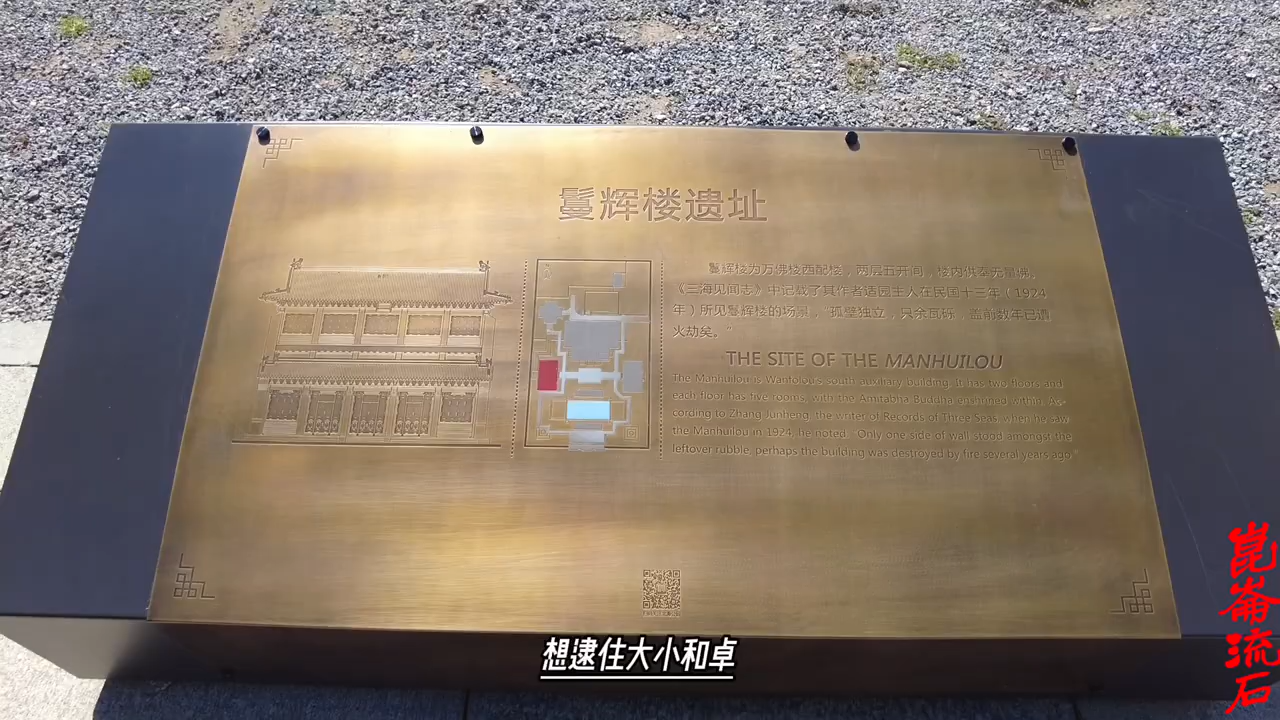 鬘辉楼遗址
鬘辉楼为万佛楼西配楼，两层五开间，楼内供奉无量佛。
《三海见闻志》中记载了其作者适园主人在民国十三年（1924
年）所见鬘辉楼的场景，“孤壁独立，只余瓦砾，盖前数年已遭
火劫矣。”
THE SITE OF THE MANHUILOU
The Manhuilou is Wanfolou's south auxiliary building. It has two floors and
each floor has five rooms, with the Amitabha Buddha enshrined within. Ac-
cording to Zhang Junheng, the writer of Records of Three Seas, when he saw
the Manhuilou in 1924, he noted: "Only one side of wall stood amongst the
leftover rubble, perhaps the building was destroyed by fire several years ago."
想逮住大小和卓
崑崙流石